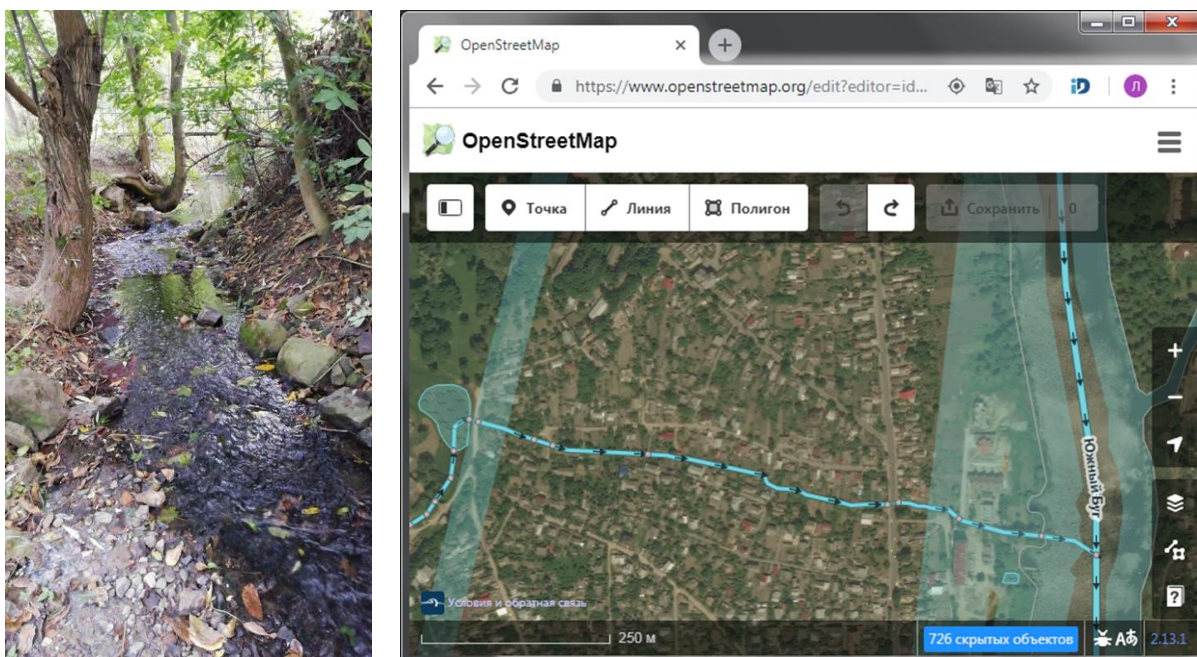 OpenStreetMap
https://www.openstreetmap.org/edit?editor=id...
Л
OpenStreetMap
Точка
Линия
Полигон
Сохранить 0
Южный Буг
Условия и обратная связь
250 м
726 скрытых объектов
2.13.1